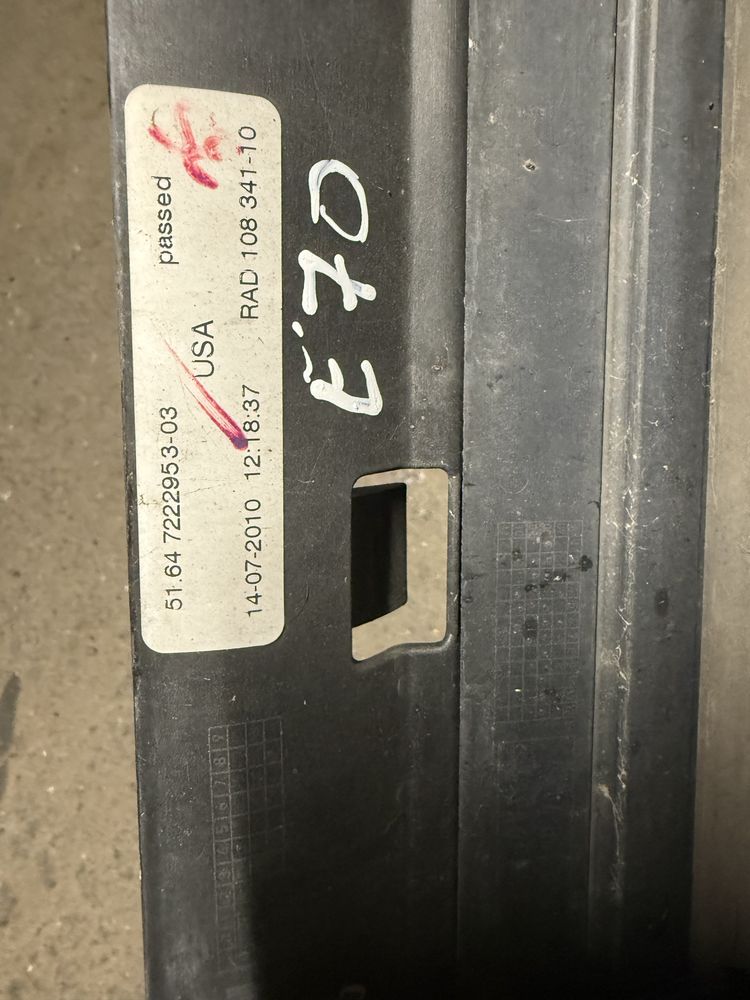 51.64 7222953-03 passed
USA
14-07-2010 12:18:37 RAD 108 341-10
E70